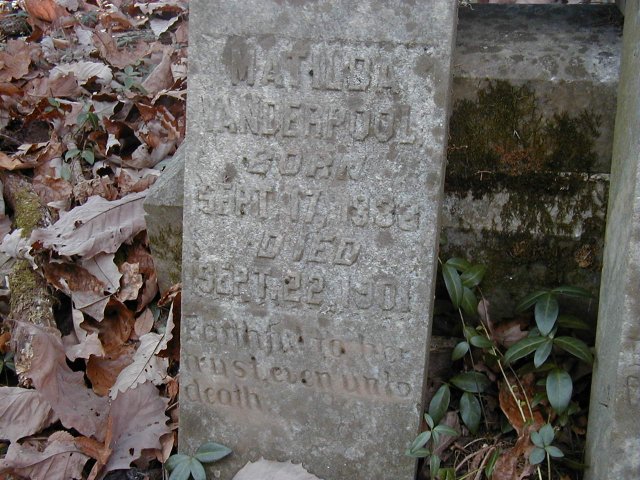 MATILDA
VANDERPOOL,
BORN
SEPT. 17, 1833
DIED
SEPT. 22, 1901
Faithful to her
trust, even unto
death.